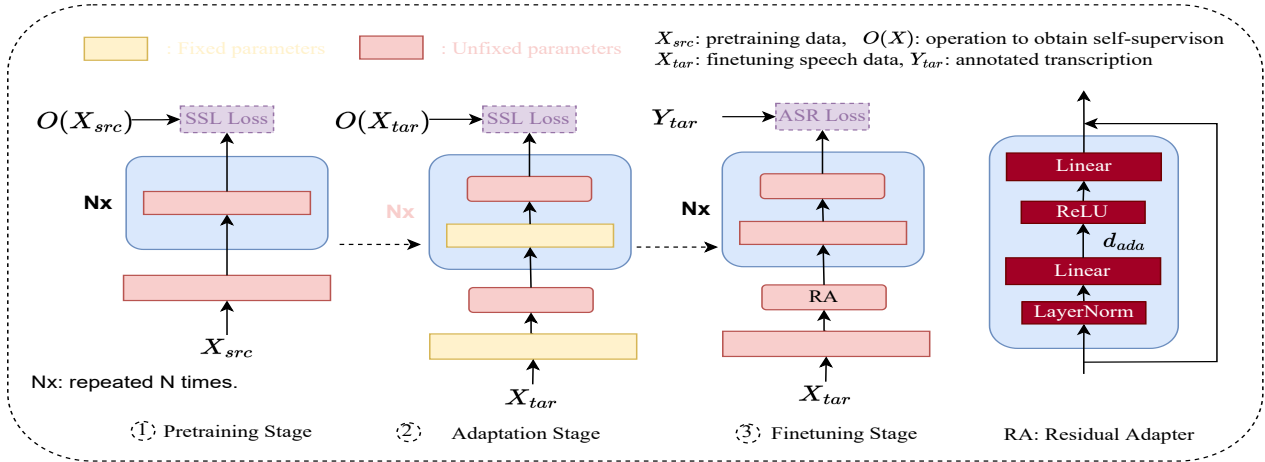 : Fixed parameters
: Unfixed parameters
X_src: pretraining data, O(X): operation to obtain self-supervison
X_tar: finetuning speech data, Y_tar: annotated transcription
O(X_src)
SSL Loss
O(X_tar)
SSL Loss
Y_tar
ASR Loss
Linear
ReLU
d_ada
Linear
LayerNorm
Nx
Nx
Nx
RA
X_src
X_tar
X_tar
Nx: repeated N times.
1 Pretraining Stage
2 Adaptation Stage
3 Finetuning Stage
RA: Residual Adapter